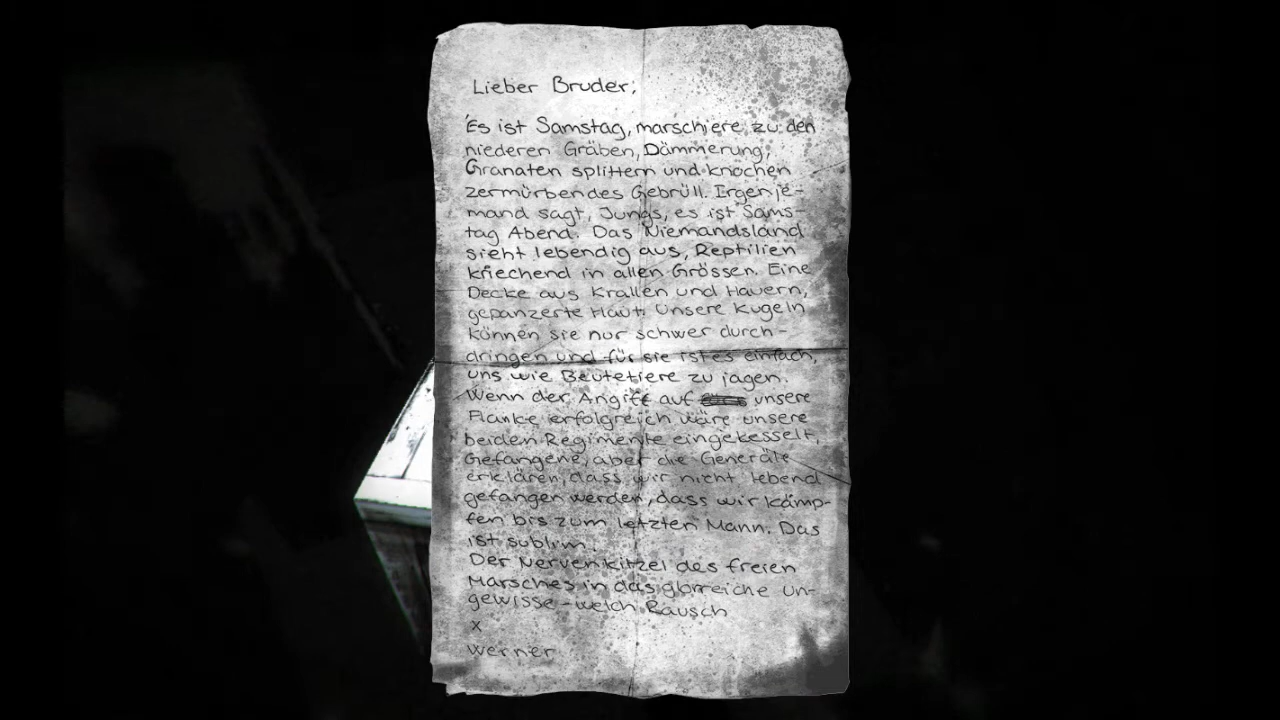 Lieber Bruder,
Es ist Samstag, marschiere zu den
niederen Gräben, Dämmerung,
Granaten splittern und knochen
zermürbendes Gebrüll. Irgenje-
mand sagt, Jungs, es ist Sams-
tag Abend. Das Niemandsland
sieht lebendig aus, Reptilien
kriechend in allen Grössen. Eine
Decke aus Krallen und Hauern,
gepanzerte Haut. Unsere Kugeln
können sie nur schwer durch-
dringen und für sie ist es einfach,
uns wie Beutetiere zu jagen.
Wenn der Angiff auf unsere
Flanke erfolgreich wäre unsere
beiden Regimente eingekesselt,
Gefangene, aber die Generäle
erklären, dass wir nicht lebend
gefangen werden, dass wir kämp-
fen bis zum letzten Mann. Das
ist sublim.
Der Nervenkitzel des freien
Marsches in das glorreiche un-
gewisse - welch Rausch
x
Werner